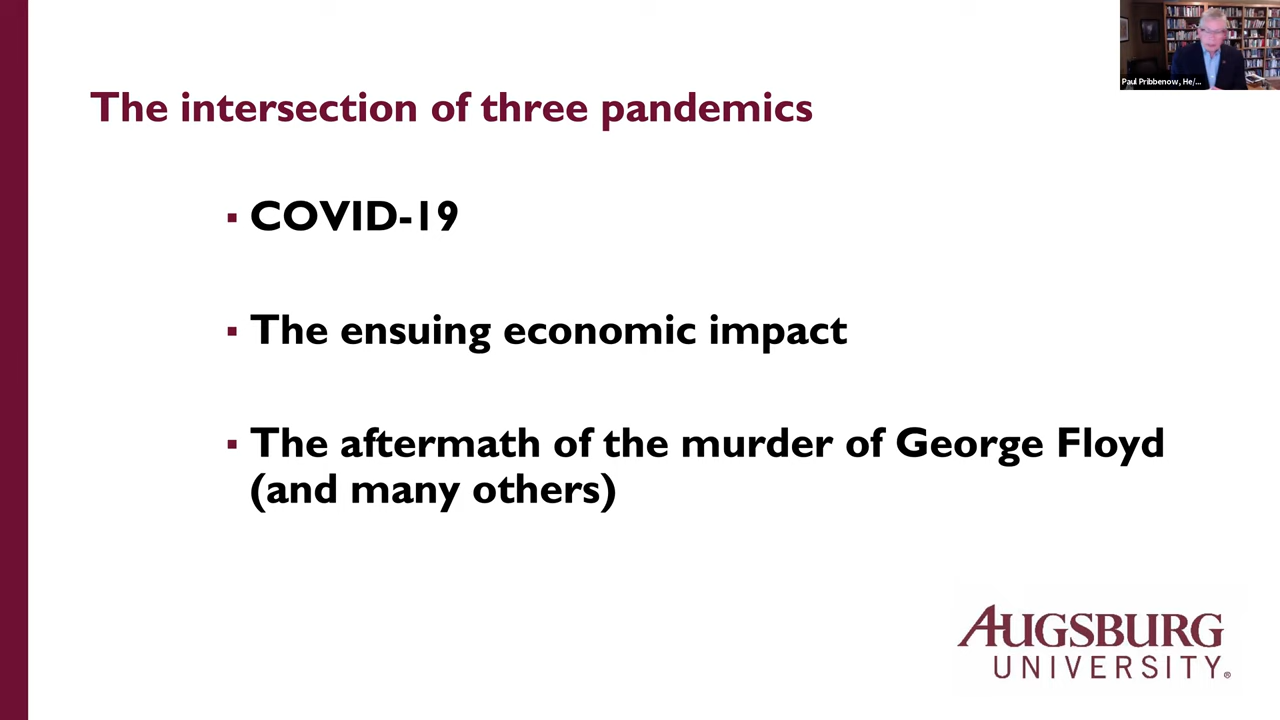 Paul Pribbenow, He/...
The intersection of three pandemics
▪ COVID-19
▪ The ensuing economic impact
▪ The aftermath of the murder of George Floyd
(and many others)
AUGSBURG
UNIVERSITY®